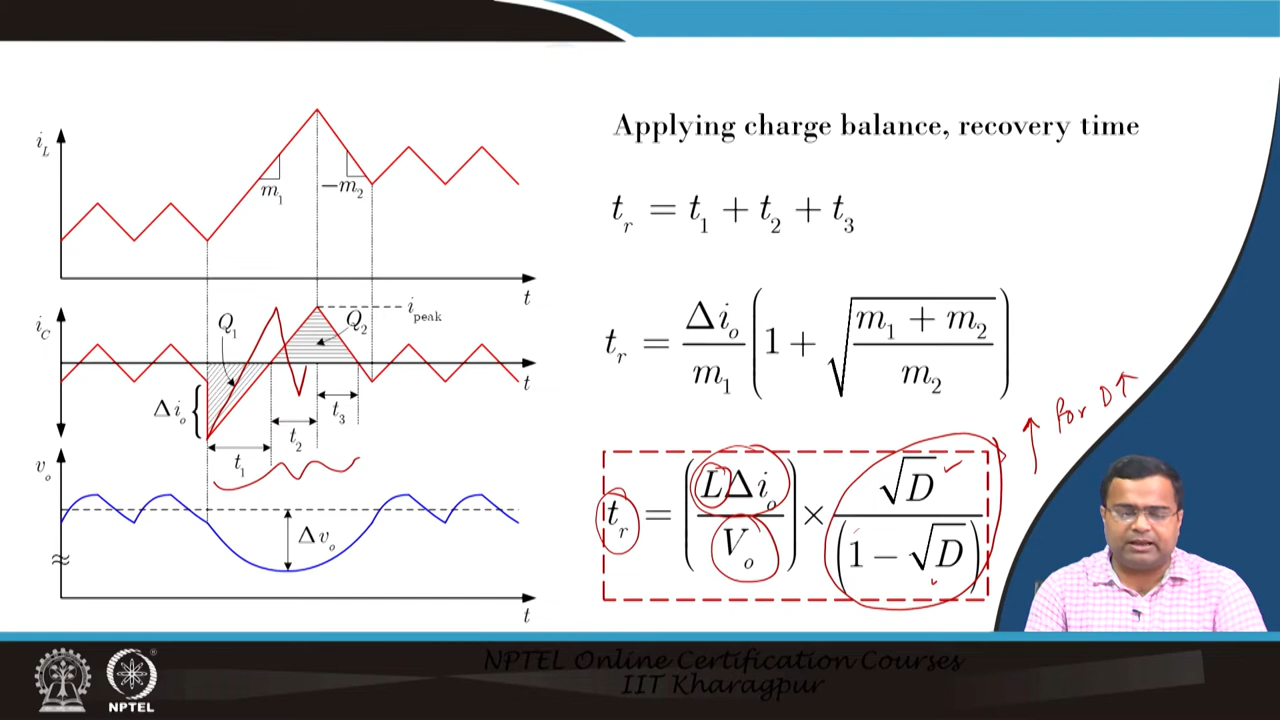 Applying charge balance, recovery time
t_r = t_1 + t_2 + t_3
t_r = Δi_o / m_1 (1 + √((m_1 + m_2) / m_2))
t_r = (LΔi_o / V_o) × √D / (1 − √D)
↑ for D↑
i_L
m_1
−m_2
t
i_C
Q_1
Q_2
i_peak
Δi_o
t
t_1
t_2
t_3
v_o
Δv_o
≈
t
NPTEL
NPTEL Online Certification Courses
IIT Kharagpur